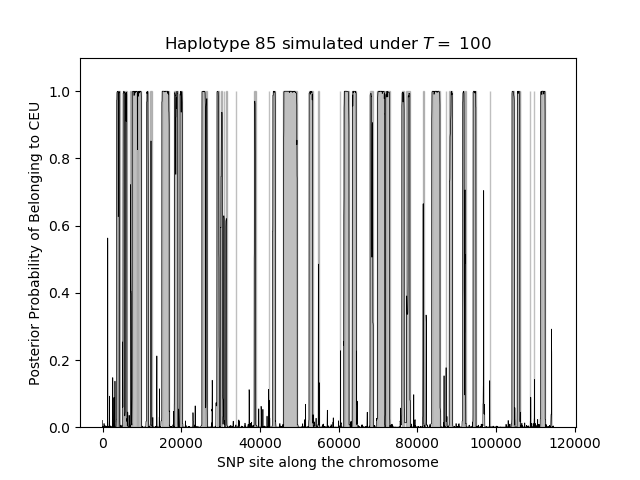 Haplotype 85 simulated under T = 100
Posterior Probability of Belonging to CEU
1.0
0.8
0.6
0.4
0.2
0.0
0 20000 40000 60000 80000 100000 120000
SNP site along the chromosome